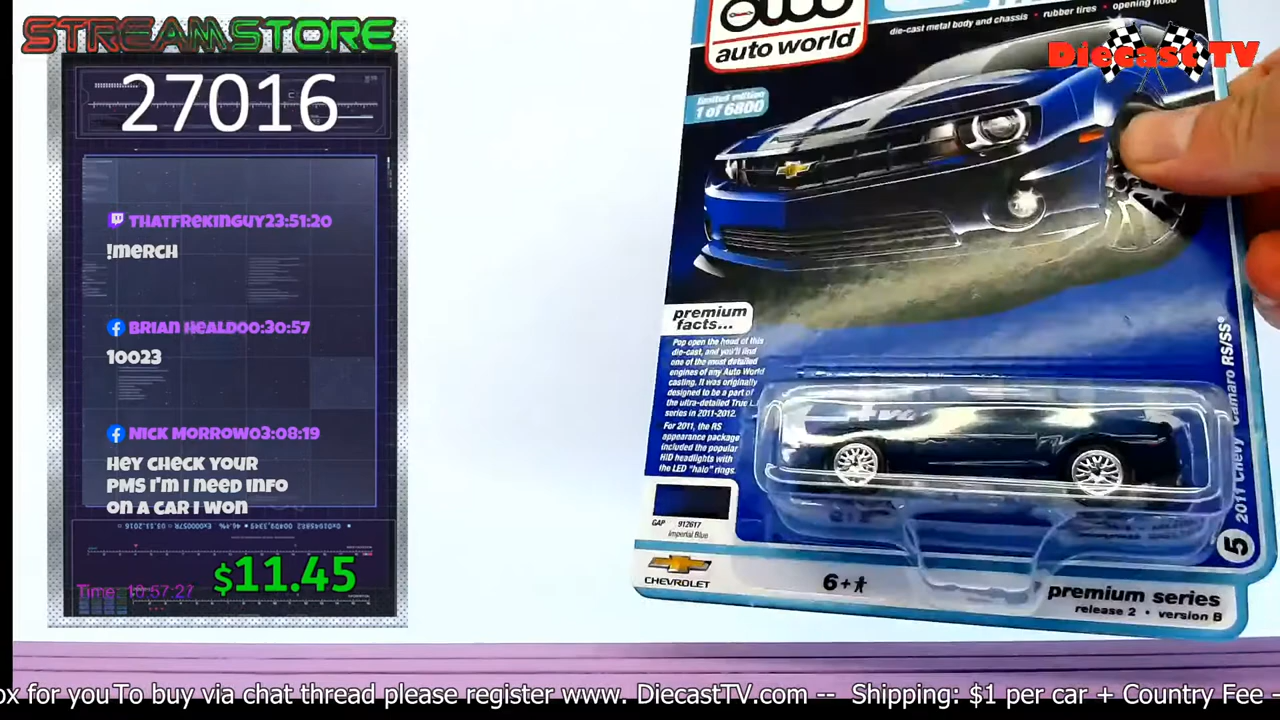 STREAMSTORE
27016
THATFREKINGUY23:51:20
!MERCH
BRIAN HEALD00:30:57
10023
NICK MORROW03:08:19
HEY CHECK YOUR
PMS I'M I NEED INFO
ON A CAR I WON
Time: 10:57:27
$11.45
auto world
die-cast metal body and chassis • rubber tires • opening hood
Diecast TV
limited edition
1 of 6800
premium
facts...
Pop open the hood of this
die-cast, and you'll find
one of the most detailed
engines of any Auto World
casting. It was originally
designed to be a part of
the ultra-detailed True
series in 2011-2012.
For 2011, the RS
appearance package
included the popular
HID headlights with
the LED "halo" rings.
GAP 912617
Imperial Blue
CHEVROLET
6+
premium series
release 2 • version B
2011 Chevy Camaro RS/SS®
5
ox for you To buy via chat thread please register www. DiecastTV.com -- Shipping: $1 per car + Country Fee -